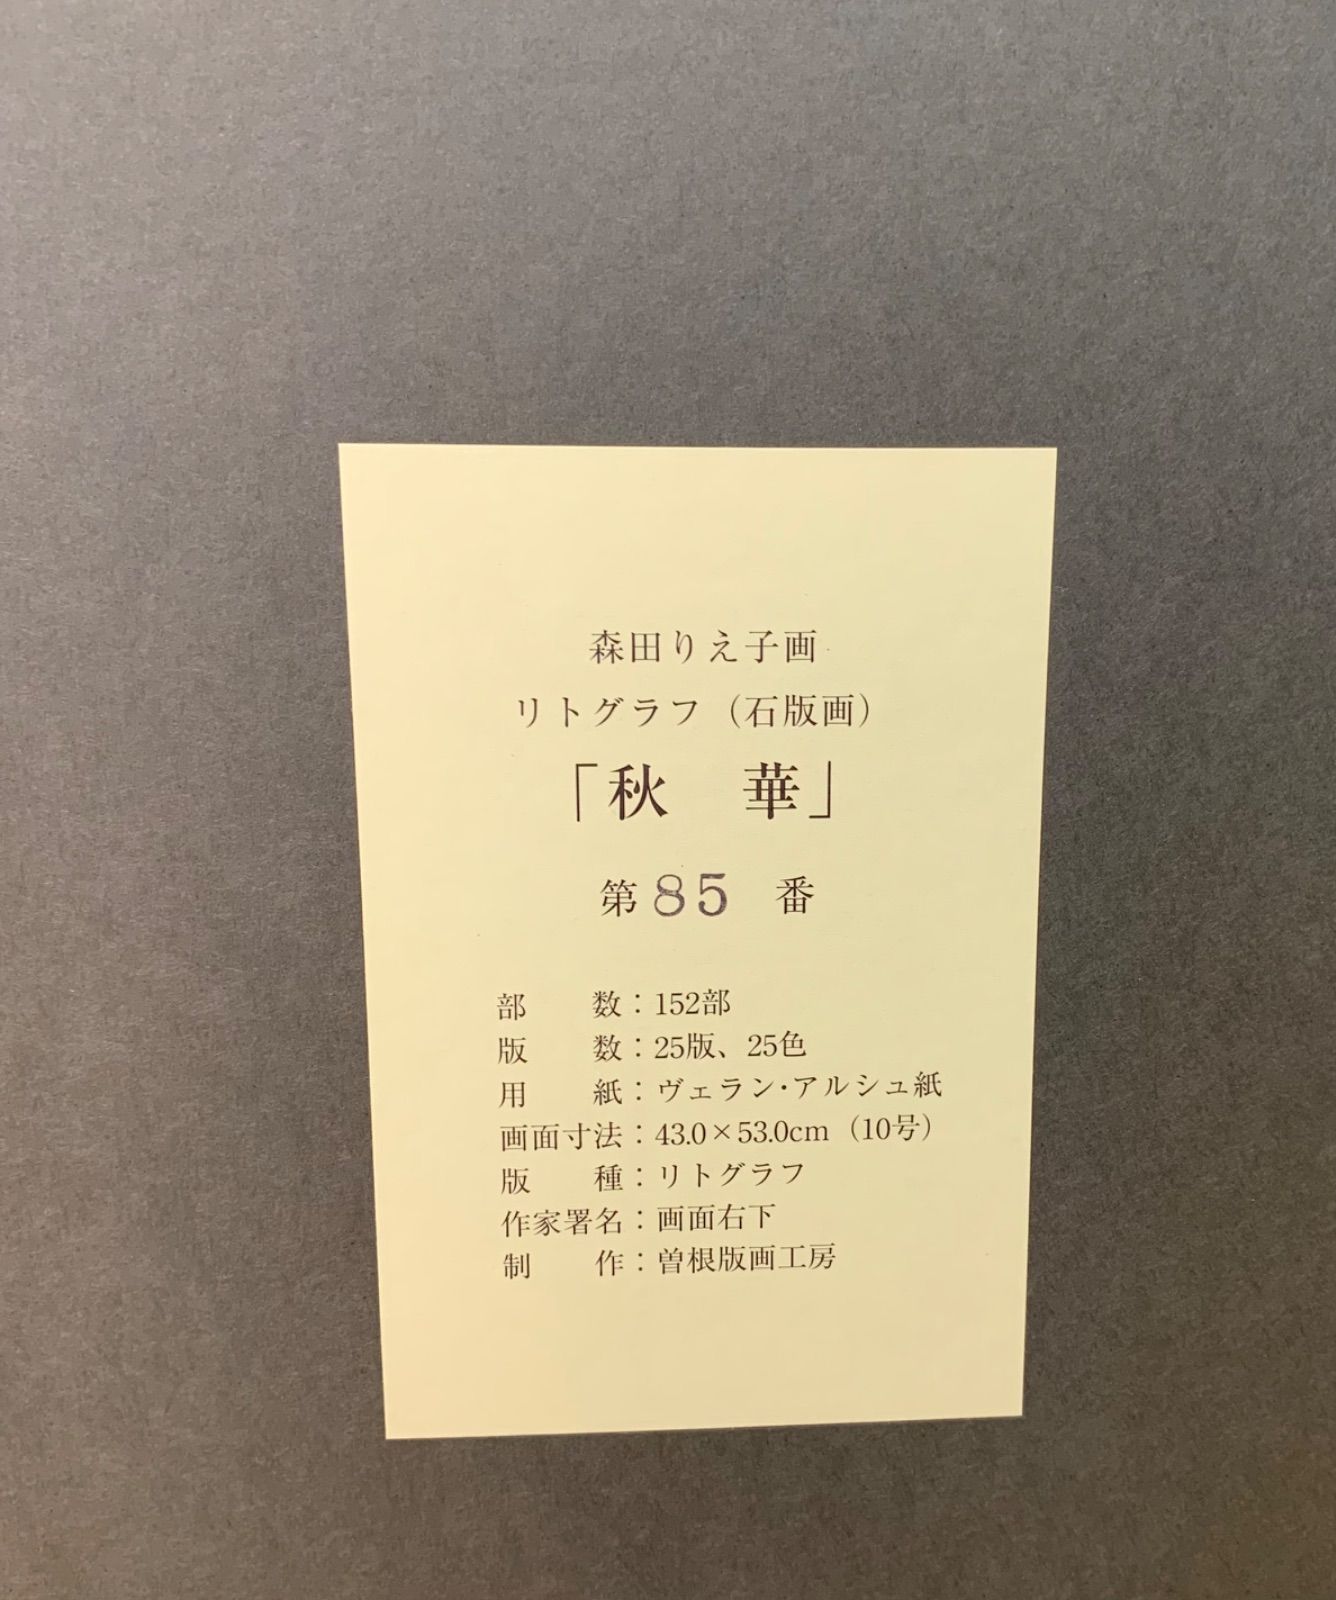 森田りえ子画
リトグラフ（石版画）
「秋　華」
第85　番
部　　数：152部
版　　数：25版、25色
用　　紙：ヴェラン・アルシュ紙
画面寸法：43.0×53.0cm（10号）
版　　種：リトグラフ
作家署名：画面右下
制　　作：曽根版画工房